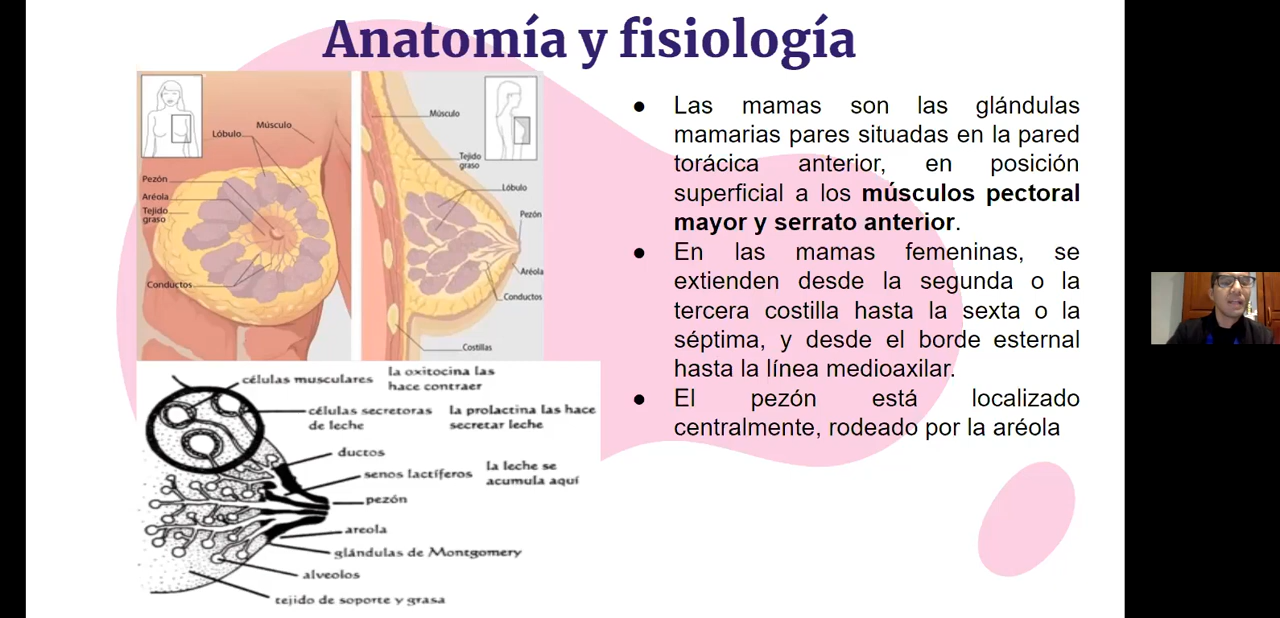 Anatomía y fisiología
Músculo
Lóbulo
Pezón
Aréola
Tejido
graso
Conductos
Músculo
Tejido
graso
Lóbulo
Pezón
Aréola
Conductos
Costillas
células musculares
la oxitocina las
hace contraer
células secretoras
de leche
la prolactina las hace
secretar leche
ductos
senos lactíferos
la leche se
acumula aquí
pezón
areola
glándulas de Montgomery
alveolos
tejido de soporte y grasa
● Las mamas son las glándulas
mamarias pares situadas en la pared
torácica anterior, en posición
superficial a los músculos pectoral
mayor y serrato anterior.
● En las mamas femeninas, se
extienden desde la segunda o la
tercera costilla hasta la sexta o la
séptima, y desde el borde esternal
hasta la línea medioaxilar.
● El pezón está localizado
centralmente, rodeado por la aréola